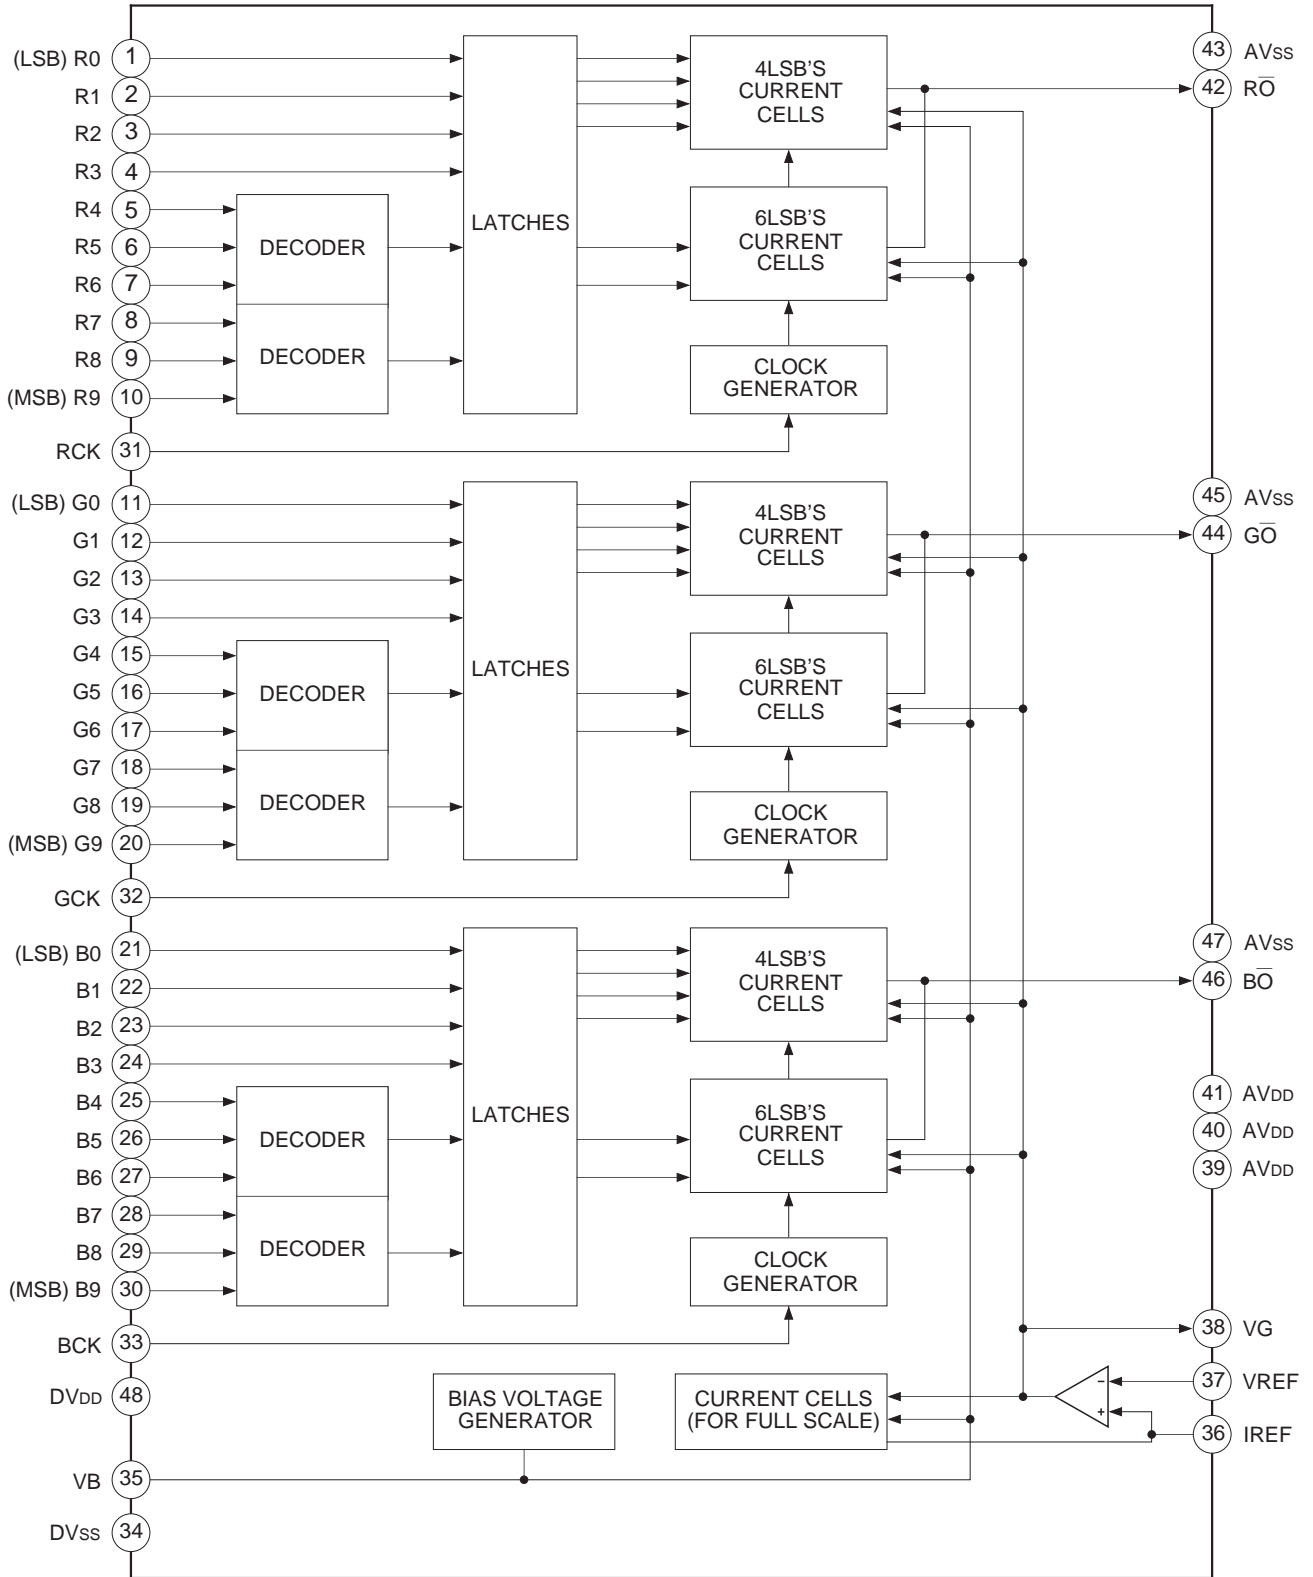 (LSB) R0 1
R1 2
R2 3
R3 4
R4 5
R5 6
R6 7
R7 8
R8 9
(MSB) R9 10
RCK 31
DECODER
DECODER
LATCHES
4LSB'S
CURRENT
CELLS
6LSB'S
CURRENT
CELLS
CLOCK
GENERATOR
43 AVSS
42 RO̅
(LSB) G0 11
G1 12
G2 13
G3 14
G4 15
G5 16
G6 17
G7 18
G8 19
(MSB) G9 20
GCK 32
DECODER
DECODER
LATCHES
4LSB'S
CURRENT
CELLS
6LSB'S
CURRENT
CELLS
CLOCK
GENERATOR
45 AVSS
44 GO̅
(LSB) B0 21
B1 22
B2 23
B3 24
B4 25
B5 26
B6 27
B7 28
B8 29
(MSB) B9 30
BCK 33
DECODER
DECODER
LATCHES
4LSB'S
CURRENT
CELLS
6LSB'S
CURRENT
CELLS
CLOCK
GENERATOR
47 AVSS
46 BO̅
41 AVDD
40 AVDD
39 AVDD
38 VG
37 VREF
36 IREF
DVDD 48
VB 35
DVSS 34
BIAS VOLTAGE
GENERATOR
CURRENT CELLS
(FOR FULL SCALE)
−
+